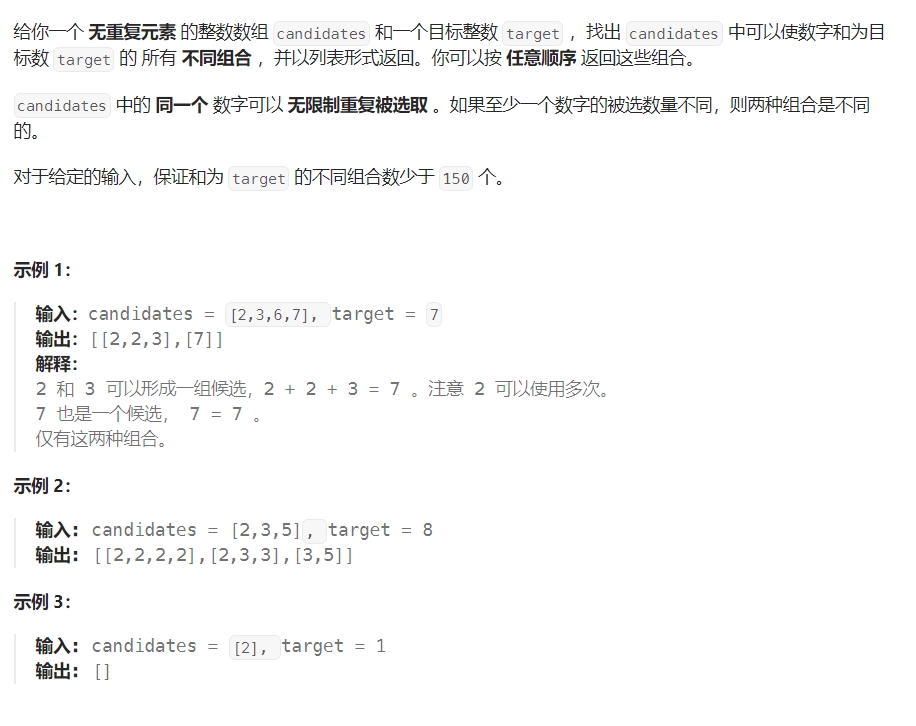 给你一个 无重复元素 的整数数组 candidates 和一个目标整数 target ，找出 candidates 中可以使数字和为目
标数 target 的 所有 不同组合 ，并以列表形式返回。你可以按 任意顺序 返回这些组合。
candidates 中的 同一个 数字可以 无限制重复被选取 。如果至少一个数字的被选数量不同，则两种组合是不同
的。
对于给定的输入，保证和为 target 的不同组合数少于 150 个。
示例 1：
输入：candidates = [2,3,6,7], target = 7
输出：[[2,2,3],[7]]
解释：
2 和 3 可以形成一组候选，2 + 2 + 3 = 7 。注意 2 可以使用多次。
7 也是一个候选， 7 = 7 。
仅有这两种组合。
示例 2：
输入：candidates = [2,3,5], target = 8
输出：[[2,2,2,2],[2,3,3],[3,5]]
示例 3：
输入：candidates = [2], target = 1
输出：[]